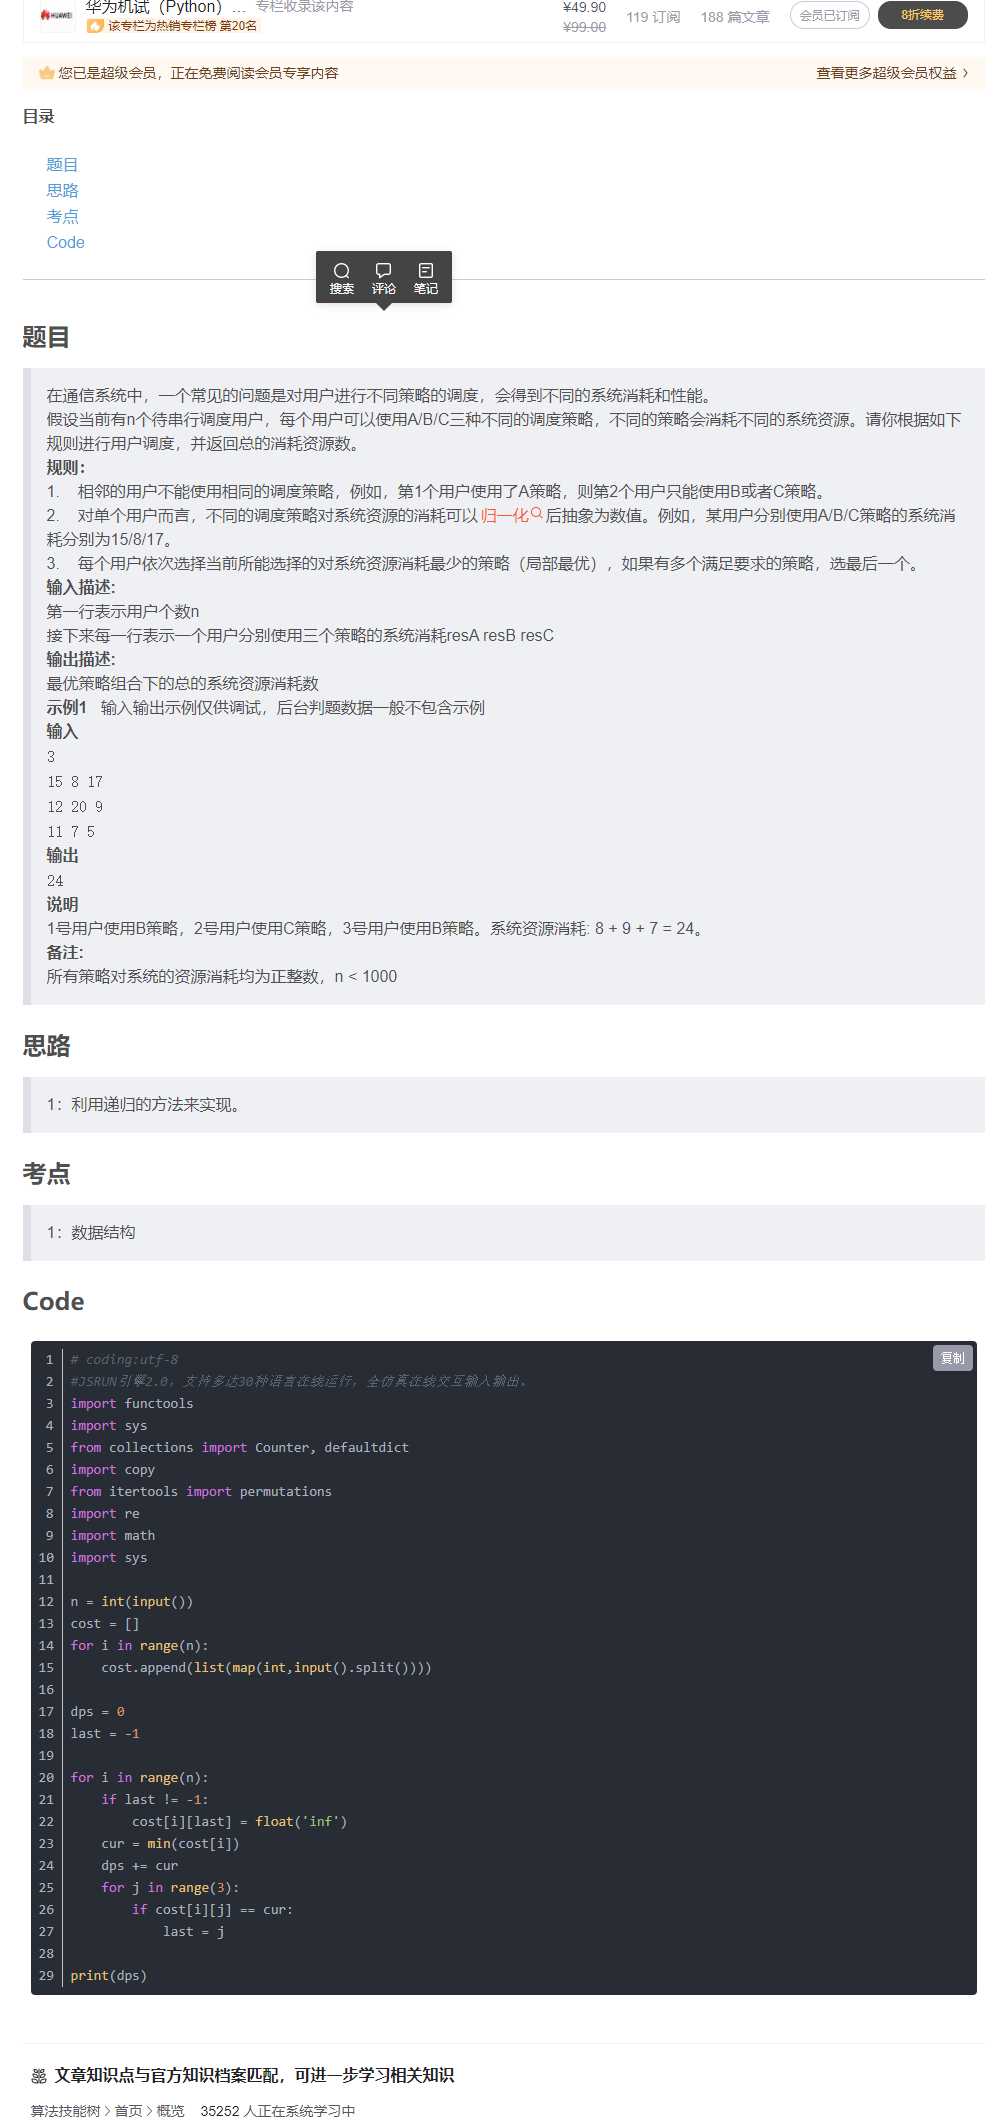 HUAWEI
华为机试（Python）... 专栏收录该内容
该专栏为热销专栏榜 第20名
¥49.90
¥99.00
119 订阅 188 篇文章 会员已订阅 8折续费
您已是超级会员，正在免费阅读会员专享内容 查看更多超级会员权益
目录
题目
思路
考点
Code
搜索 评论 笔记
题目
在通信系统中，一个常见的问题是对用户进行不同策略的调度，会得到不同的系统消耗和性能。
假设当前有n个待串行调度用户，每个用户可以使用A/B/C三种不同的调度策略，不同的策略会消耗不同的系统资源。请你根据如下
规则进行用户调度，并返回总的消耗资源数。
规则：
1. 相邻的用户不能使用相同的调度策略，例如，第1个用户使用了A策略，则第2个用户只能使用B或者C策略。
2. 对单个用户而言，不同的调度策略对系统资源的消耗可以归一化后抽象为数值。例如，某用户分别使用A/B/C策略的系统消
耗分别为15/8/17。
3. 每个用户依次选择当前所能选择的对系统资源消耗最少的策略（局部最优），如果有多个满足要求的策略，选最后一个。
输入描述:
第一行表示用户个数n
接下来每一行表示一个用户分别使用三个策略的系统消耗resA resB resC
输出描述:
最优策略组合下的总的系统资源消耗数
示例1 输入输出示例仅供调试，后台判题数据一般不包含示例
输入
3
15 8 17
12 20 9
11 7 5
输出
24
说明
1号用户使用B策略，2号用户使用C策略，3号用户使用B策略。系统资源消耗: 8 + 9 + 7 = 24。
备注:
所有策略对系统的资源消耗均为正整数，n < 1000
思路
1：利用递归的方法来实现。
考点
1：数据结构
Code
复制
1 # coding:utf-8
2 #JSRUN引擎2.0，支持多达30种语言在线运行，全仿真在线交互输入输出。
3 import functools
4 import sys
5 from collections import Counter, defaultdict
6 import copy
7 from itertools import permutations
8 import re
9 import math
10 import sys
11
12 n = int(input())
13 cost = []
14 for i in range(n):
15     cost.append(list(map(int,input().split())))
16
17 dps = 0
18 last = -1
19
20 for i in range(n):
21     if last != -1:
22         cost[i][last] = float('inf')
23     cur = min(cost[i])
24     dps += cur
25     for j in range(3):
26         if cost[i][j] == cur:
27             last = j
28
29 print(dps)
文章知识点与官方知识档案匹配，可进一步学习相关知识
算法技能树 > 首页 > 概览 35252 人正在系统学习中